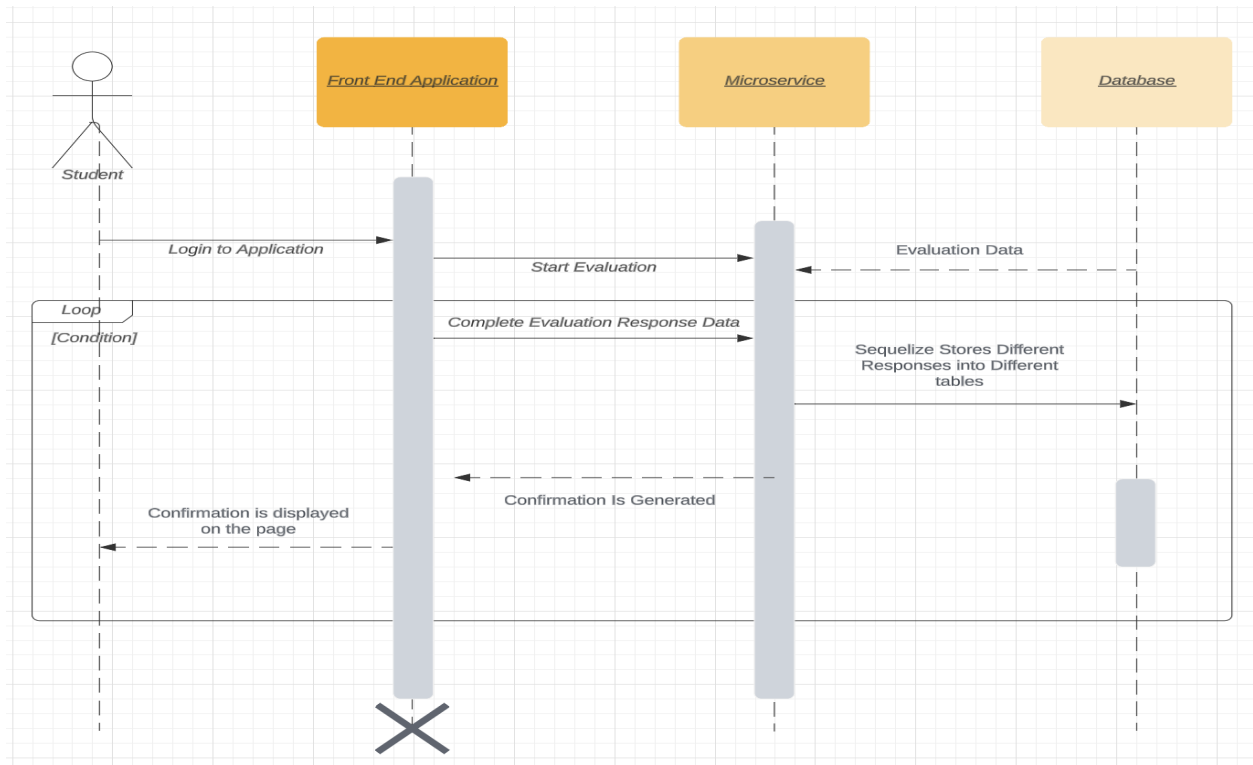 Front End Application
Microservice
Database
Student
Login to Application
Start Evaluation
Evaluation Data
Loop
[Condition]
Complete Evaluation Response Data
Sequelize Stores Different
Responses into Different
tables
Confirmation Is Generated
Confirmation is displayed
on the page